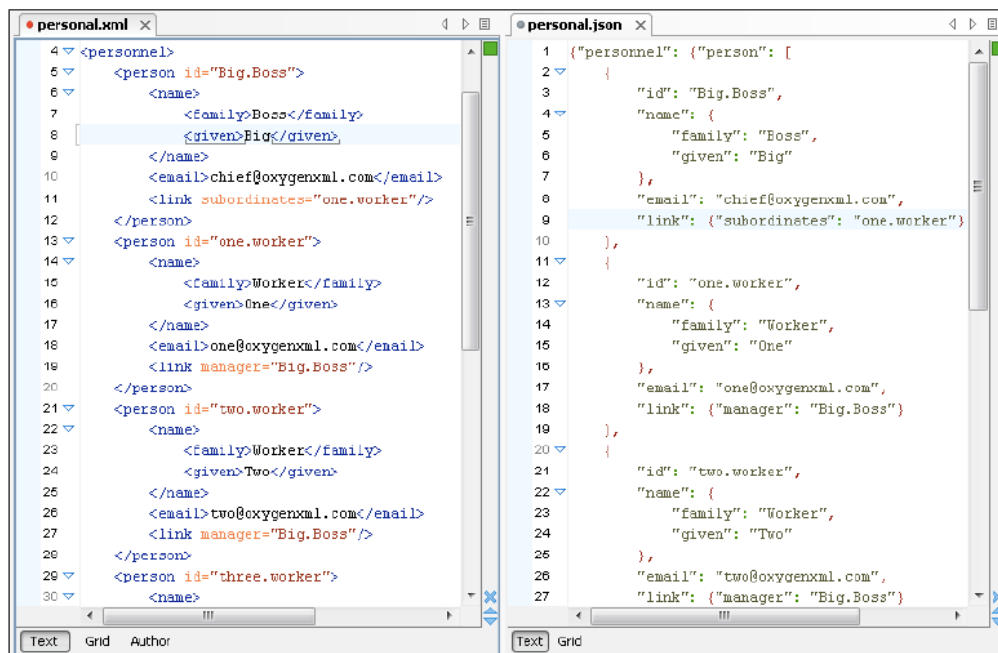 personal.xml
4 <personnel>
5 <person id="Big.Boss">
6 <name>
7 <family>Boss</family>
8 <given>Big</given>
9 </name>
10 <email>chief@oxygenxml.com</email>
11 <link subordinates="one.worker"/>
12 </person>
13 <person id="one.worker">
14 <name>
15 <family>Worker</family>
16 <given>One</given>
17 </name>
18 <email>one@oxygenxml.com</email>
19 <link manager="Big.Boss"/>
20 </person>
21 <person id="two.worker">
22 <name>
23 <family>Worker</family>
24 <given>Two</given>
25 </name>
26 <email>two@oxygenxml.com</email>
27 <link manager="Big.Boss"/>
28 </person>
29 <person id="three.worker">
30 <name>
Text Grid Author
personal.json
1 {"personnel": {"person": [
2 {
3 "id": "Big.Boss",
4 "name": {
5 "family": "Boss",
6 "given": "Big"
7 },
8 "email": "chief@oxygenxml.com",
9 "link": {"subordinates": "one.worker"}
10 },
11 {
12 "id": "one.worker",
13 "name": {
14 "family": "Worker",
15 "given": "One"
16 },
17 "email": "one@oxygenxml.com",
18 "link": {"manager": "Big.Boss"}
19 },
20 {
21 "id": "two.worker",
22 "name": {
23 "family": "Worker",
24 "given": "Two"
25 },
26 "email": "two@oxygenxml.com",
27 "link": {"manager": "Big.Boss"}
Text Grid